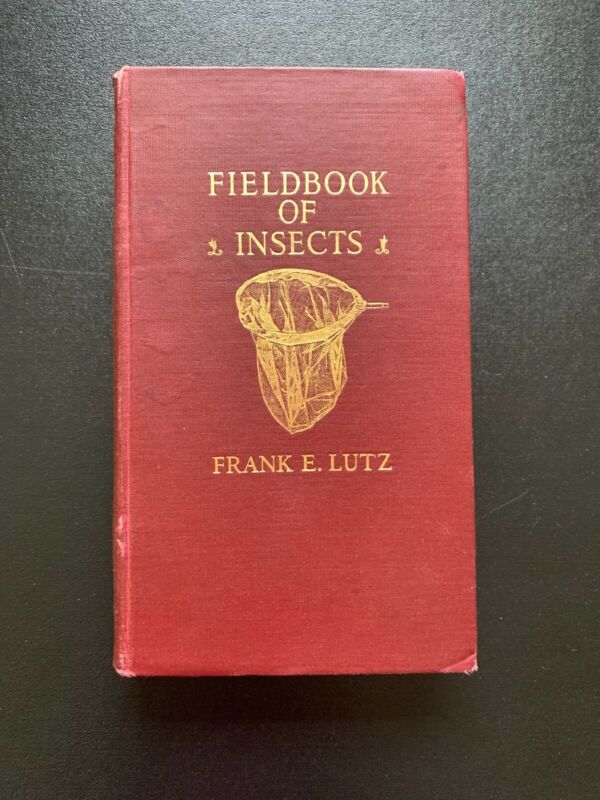 FIELDBOOK
OF
INSECTS
FRANK E. LUTZ